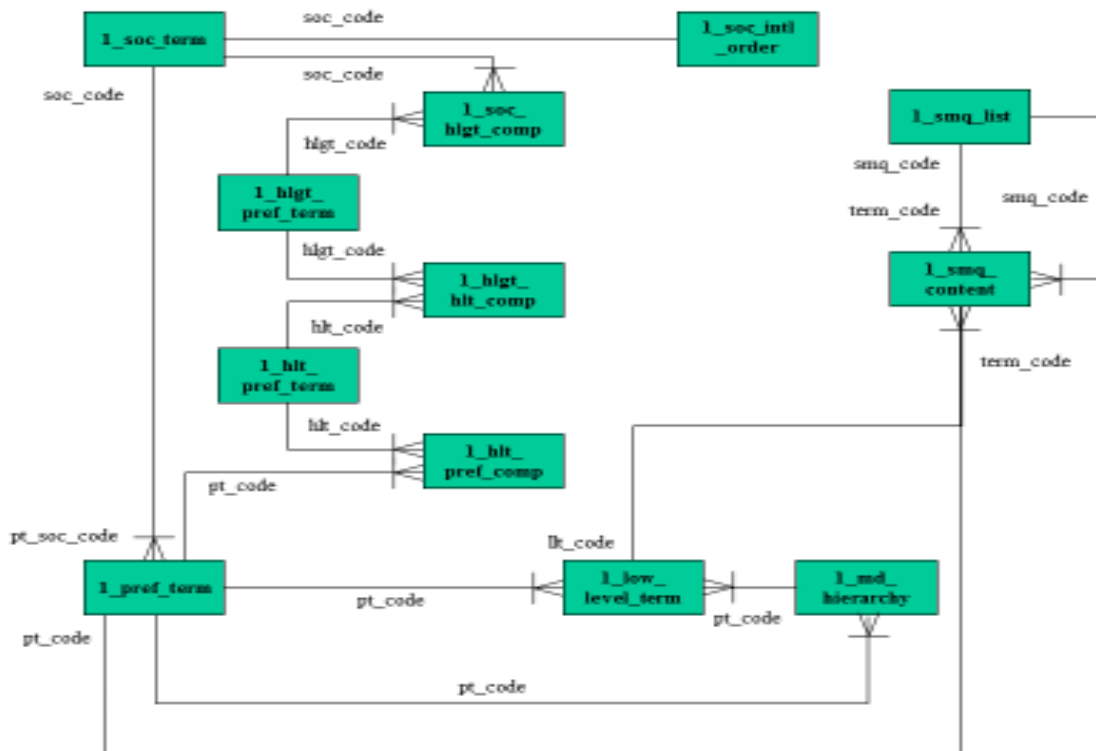 soc_code
1_soc_term
1_soc_intl
_order
soc_code
soc_code
1_soc_
hlgt_comp
1_smq_list
hlgt_code
smq_code
smq_code
1_hlgt_
pref_term
term_code
hlgt_code
1_hlgt_
hlt_comp
1_smq_
content
hlt_code
1_hlt_
pref_term
term_code
hlt_code
1_hlt_
pref_comp
pt_code
pt_soc_code
llt_code
1_pref_term
1_low_
level_term
1_md_
hierarchy
pt_code
pt_code
pt_code
pt_code